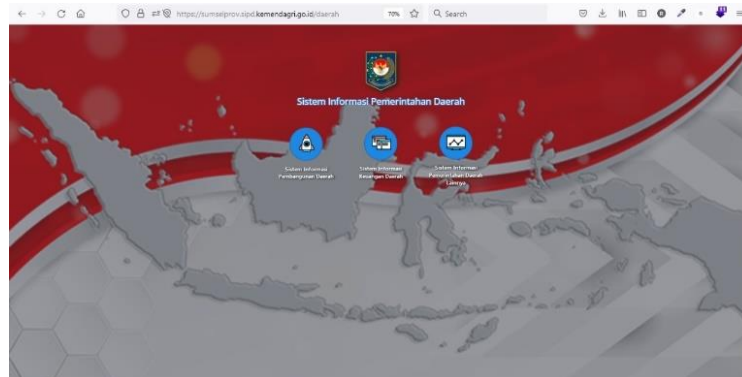 https://sumselprov.sipd.kemendagri.go.id/daerah
70%
Search
Sistem Informasi Pemerintahan Daerah
Sistem Informasi
Pembangunan Daerah
Sistem Informasi
Keuangan Daerah
Sistem Informasi
Pemerintahan Daerah
Lainnya